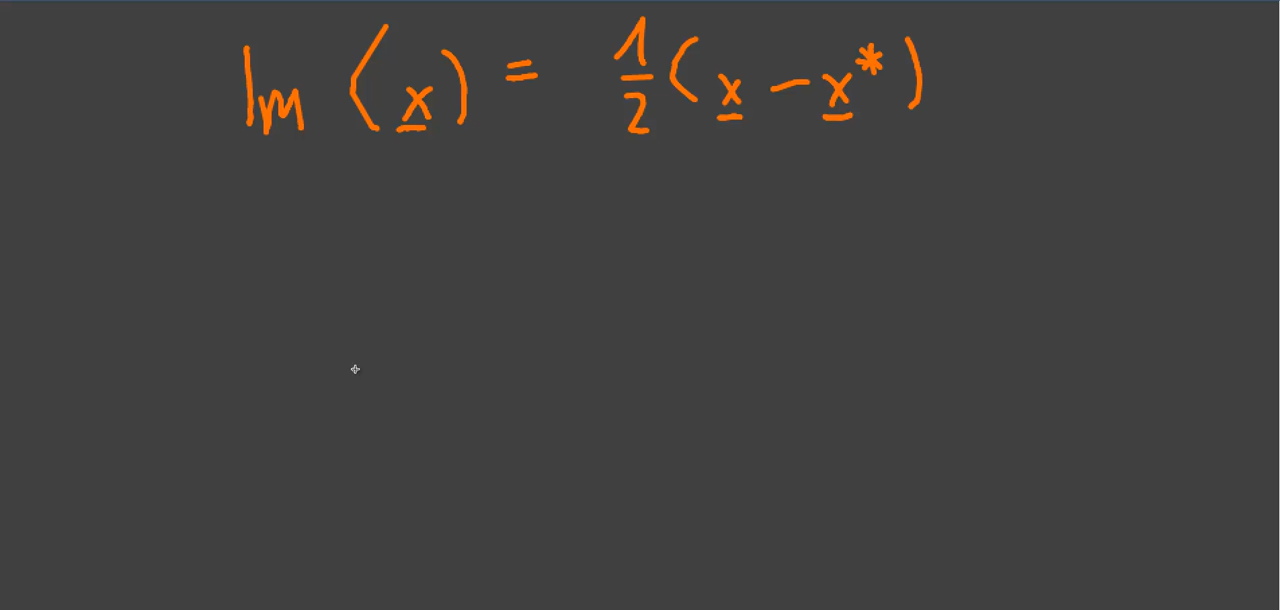 Im(x) = 1/2 (x - x*)